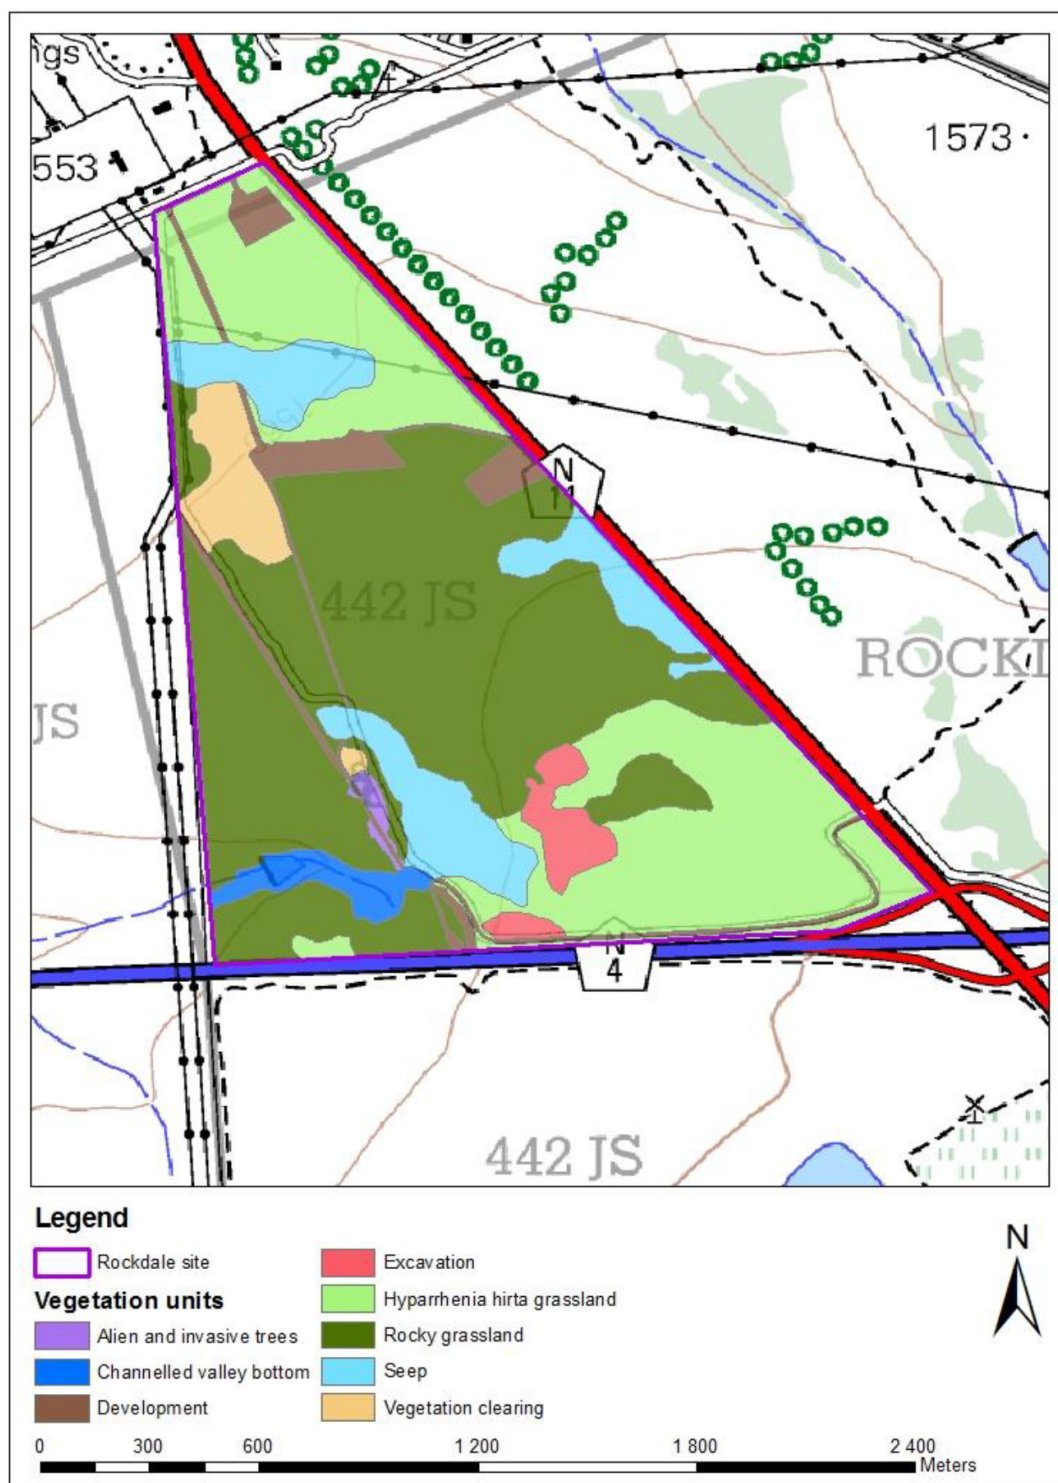 ngs
553
1573
N
11
442 JS
ROCKI
JS
N
4
442 JS
Legend
Rockdale site
Vegetation units
Alien and invasive trees
Channelled valley bottom
Development
Excavation
Hyparrhenia hirta grassland
Rocky grassland
Seep
Vegetation clearing
N
0 300 600 1 200 1 800 2 400
Meters